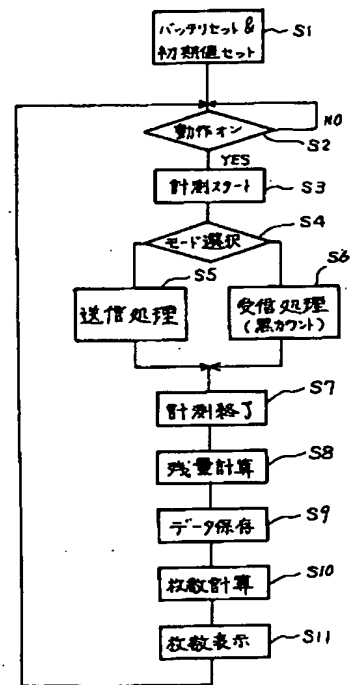 バッテリセット&
初期値セット
S1
動作オン
NO
S2
YES
計測スタート
S3
モード選択
S4
S5
送信処理
S6
受信処理
(黒カウント)
計測終了
S7
残量計算
S8
データ保存
S9
枚数計算
S10
枚数表示
S11